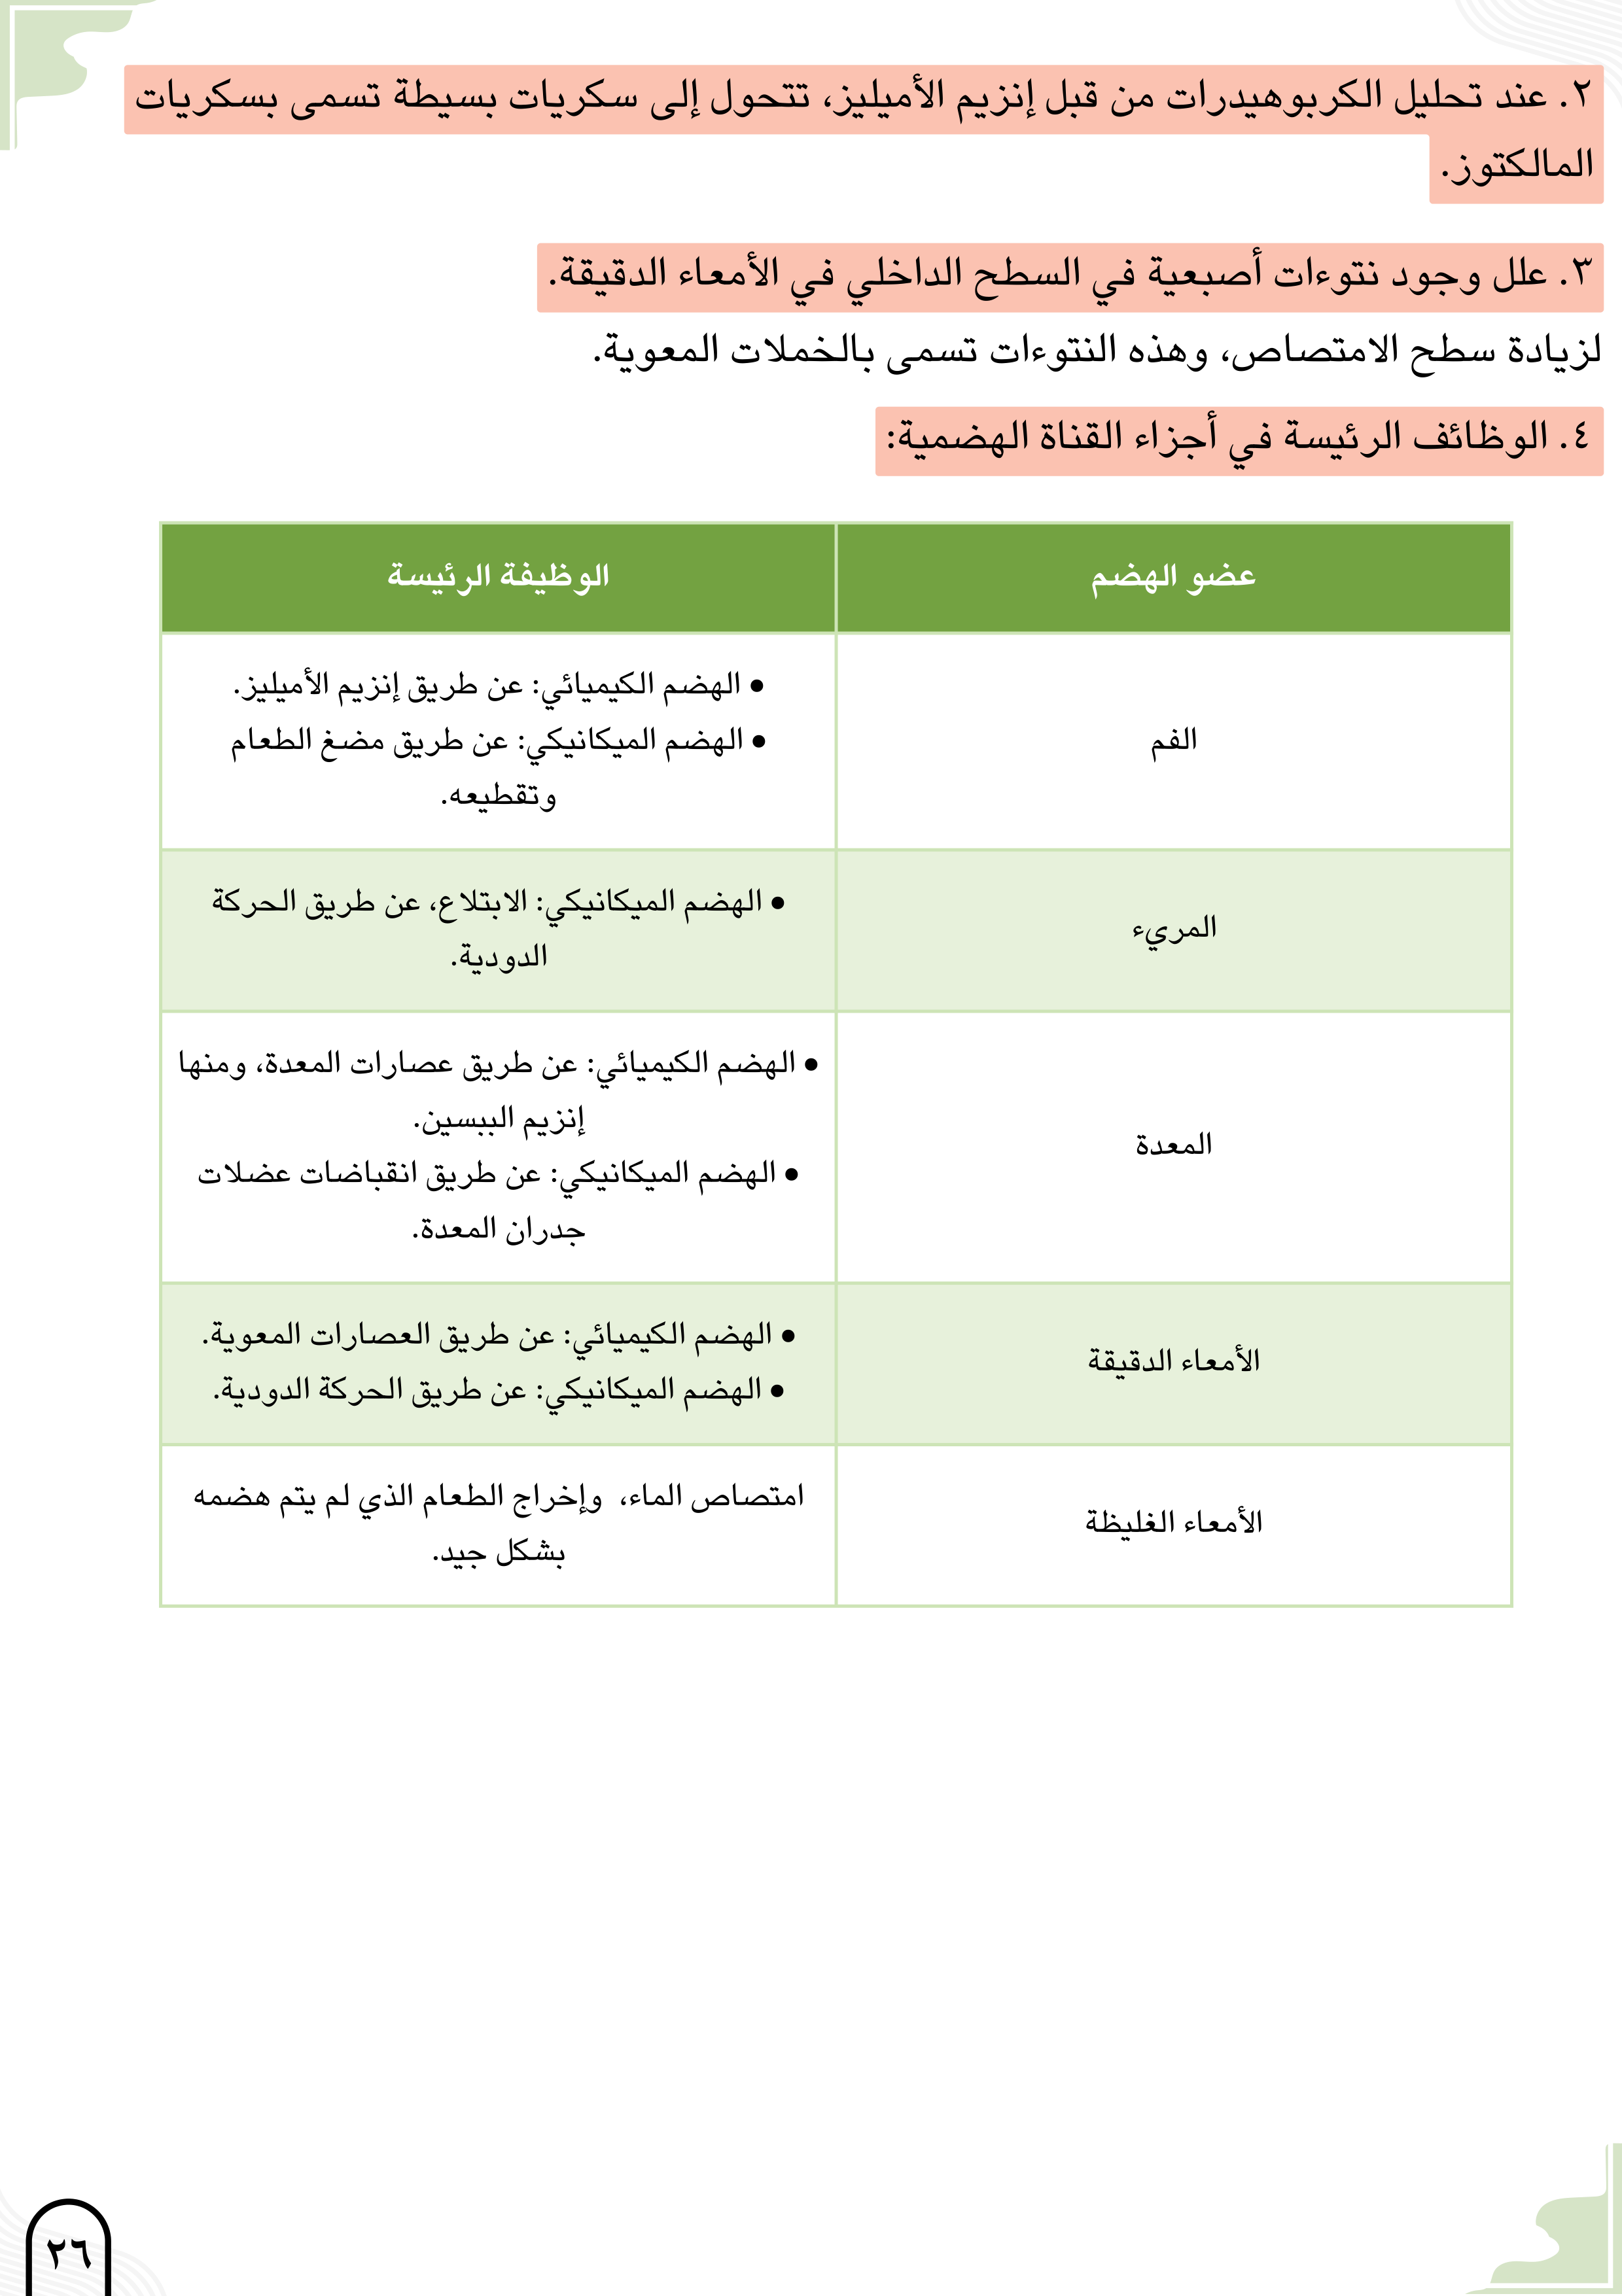 ٢. عند تحليل الكربوهيدرات من قبل إنزيم الأميليز، تتحول إلى سكريات بسيطة تسمى بسكريات
المالكتوز.
٣. علل وجود نتوءات أصبعية في السطح الداخلي في الأمعاء الدقيقة.
لزيادة سطح الامتصاص، وهذه النتوءات تسمى بالخملات المعوية.
٤. الوظائف الرئيسة في أجزاء القناة الهضمية:
عضو الهضم
الوظيفة الرئيسة
الفم
• الهضم الكيميائي: عن طريق إنزيم الأميليز.
• الهضم الميكانيكي: عن طريق مضغ الطعام
وتقطيعه.
المريء
• الهضم الميكانيكي: الابتلاع، عن طريق الحركة
الدودية.
المعدة
• الهضم الكيميائي: عن طريق عصارات المعدة، ومنها
إنزيم الببسين.
• الهضم الميكانيكي: عن طريق انقباضات عضلات
جدران المعدة.
الأمعاء الدقيقة
• الهضم الكيميائي: عن طريق العصارات المعوية.
• الهضم الميكانيكي: عن طريق الحركة الدودية.
الأمعاء الغليظة
امتصاص الماء، وإخراج الطعام الذي لم يتم هضمه
بشكل جيد.
٢٦